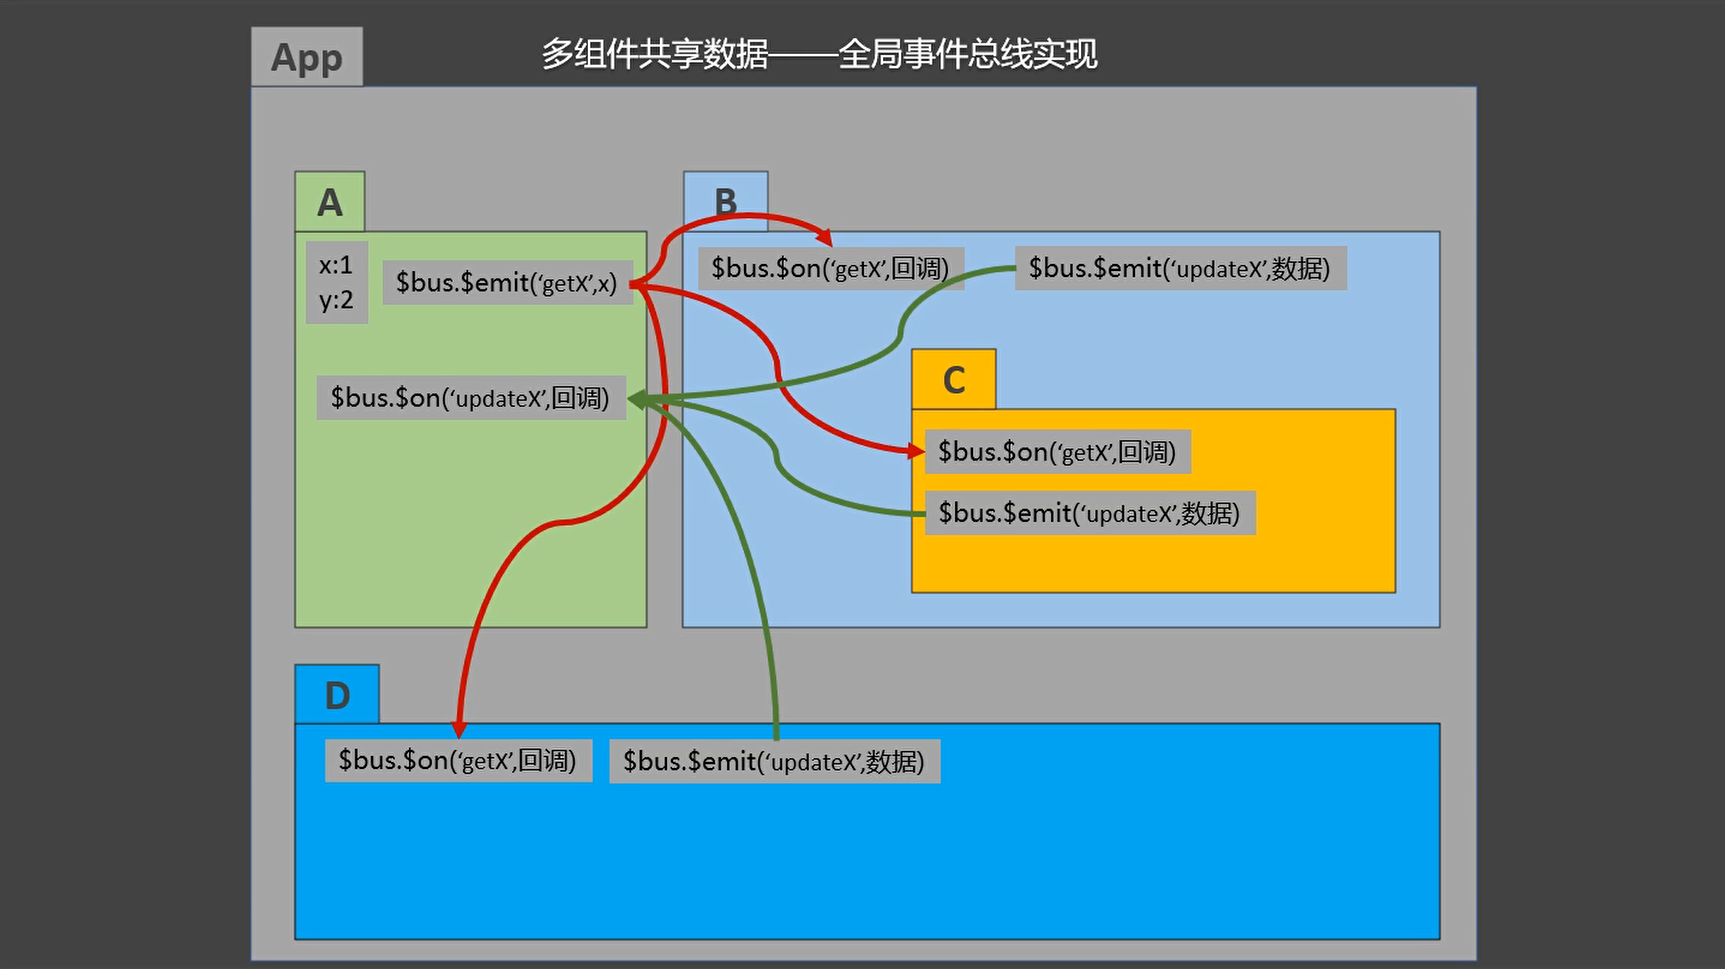 App
多组件共享数据——全局事件总线实现
A
x:1
y:2
$bus.$emit(‘getX’,x)
$bus.$on(‘updateX’,回调)
B
$bus.$on(‘getX’,回调)
$bus.$emit(‘updateX’,数据)
C
$bus.$on(‘getX’,回调)
$bus.$emit(‘updateX’,数据)
D
$bus.$on(‘getX’,回调)
$bus.$emit(‘updateX’,数据)